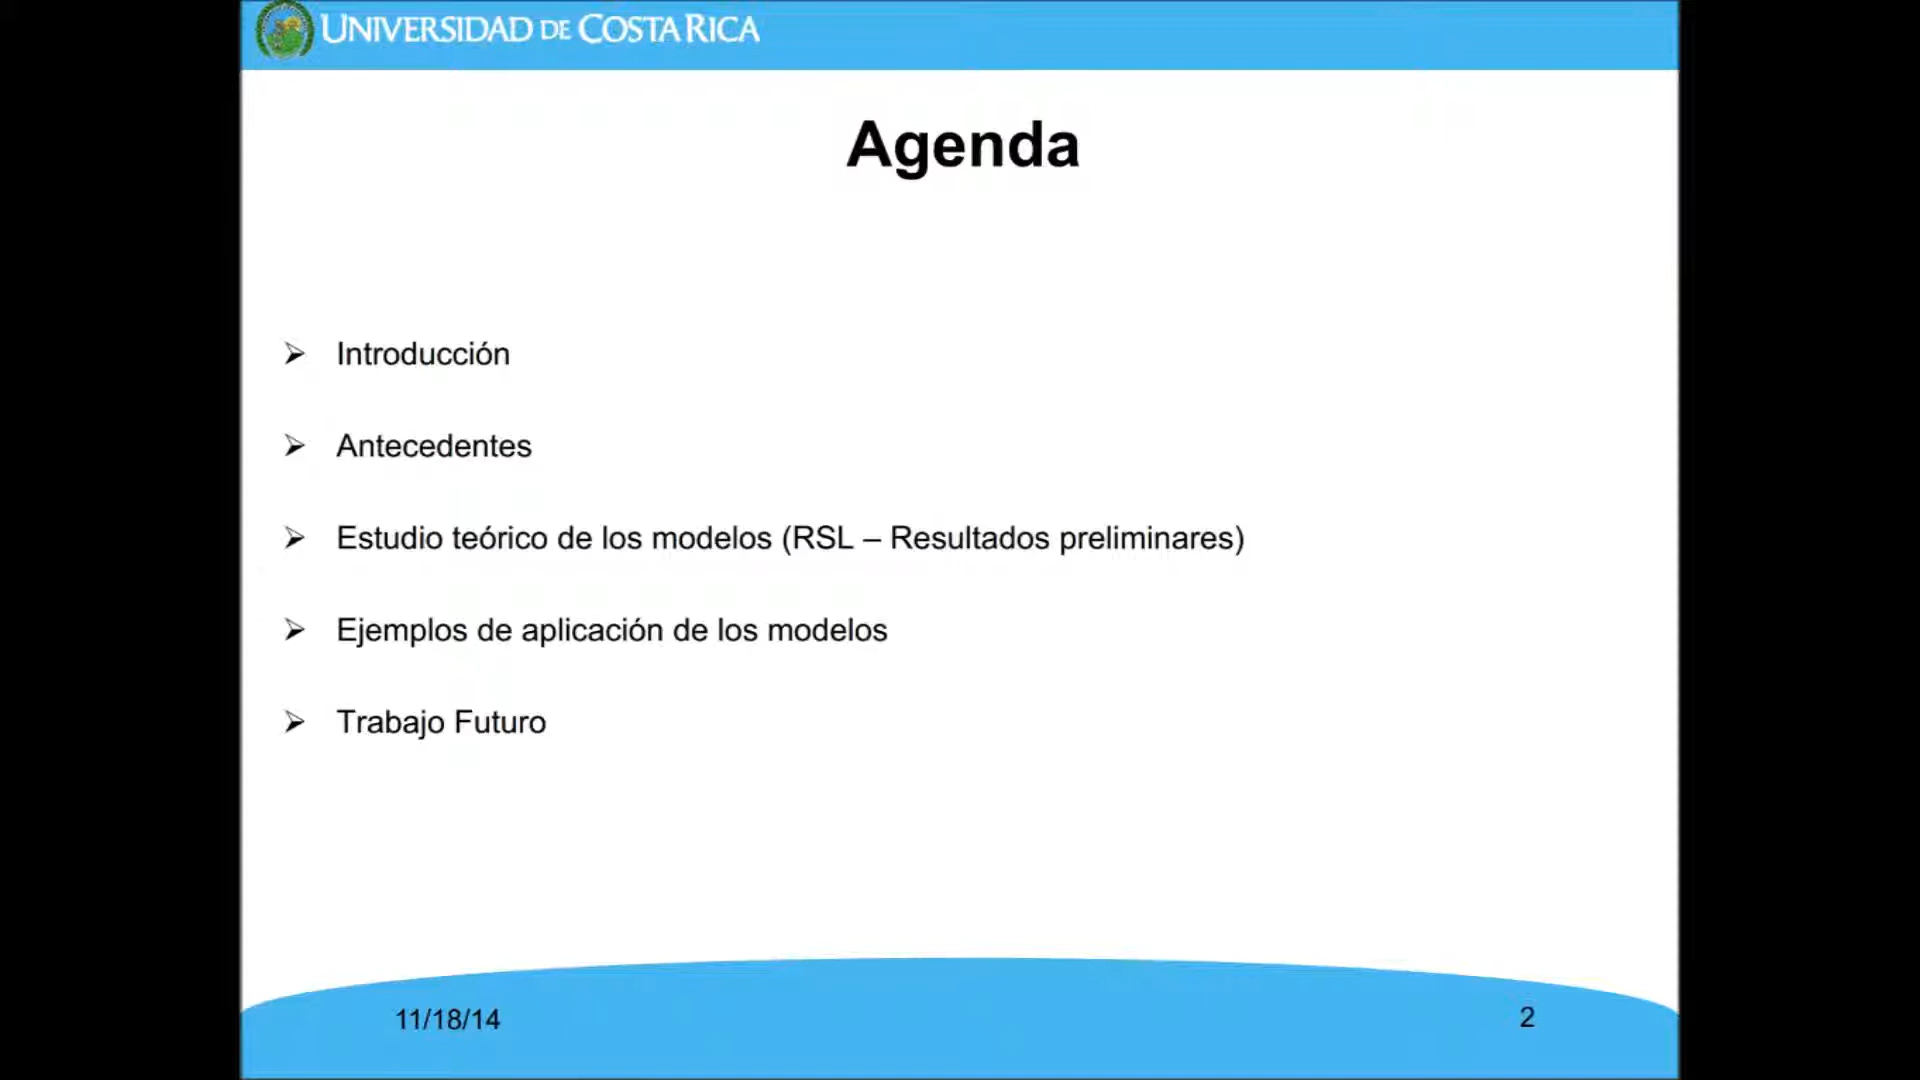 UNIVERSIDAD DE COSTA RICA
Agenda
➢ Introducción
➢ Antecedentes
➢ Estudio teórico de los modelos (RSL – Resultados preliminares)
➢ Ejemplos de aplicación de los modelos
➢ Trabajo Futuro
11/18/14
2